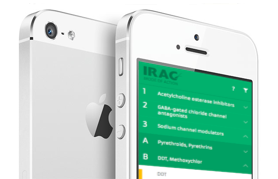 IRAC
?
1 Acetylcholine esterase inhibitors
2 GABA-gated chloride channel
antagonists
3 Sodium channel modulators
A Pyrethroids, Pyrethrins
B DDT, Methoxychlor
DDT